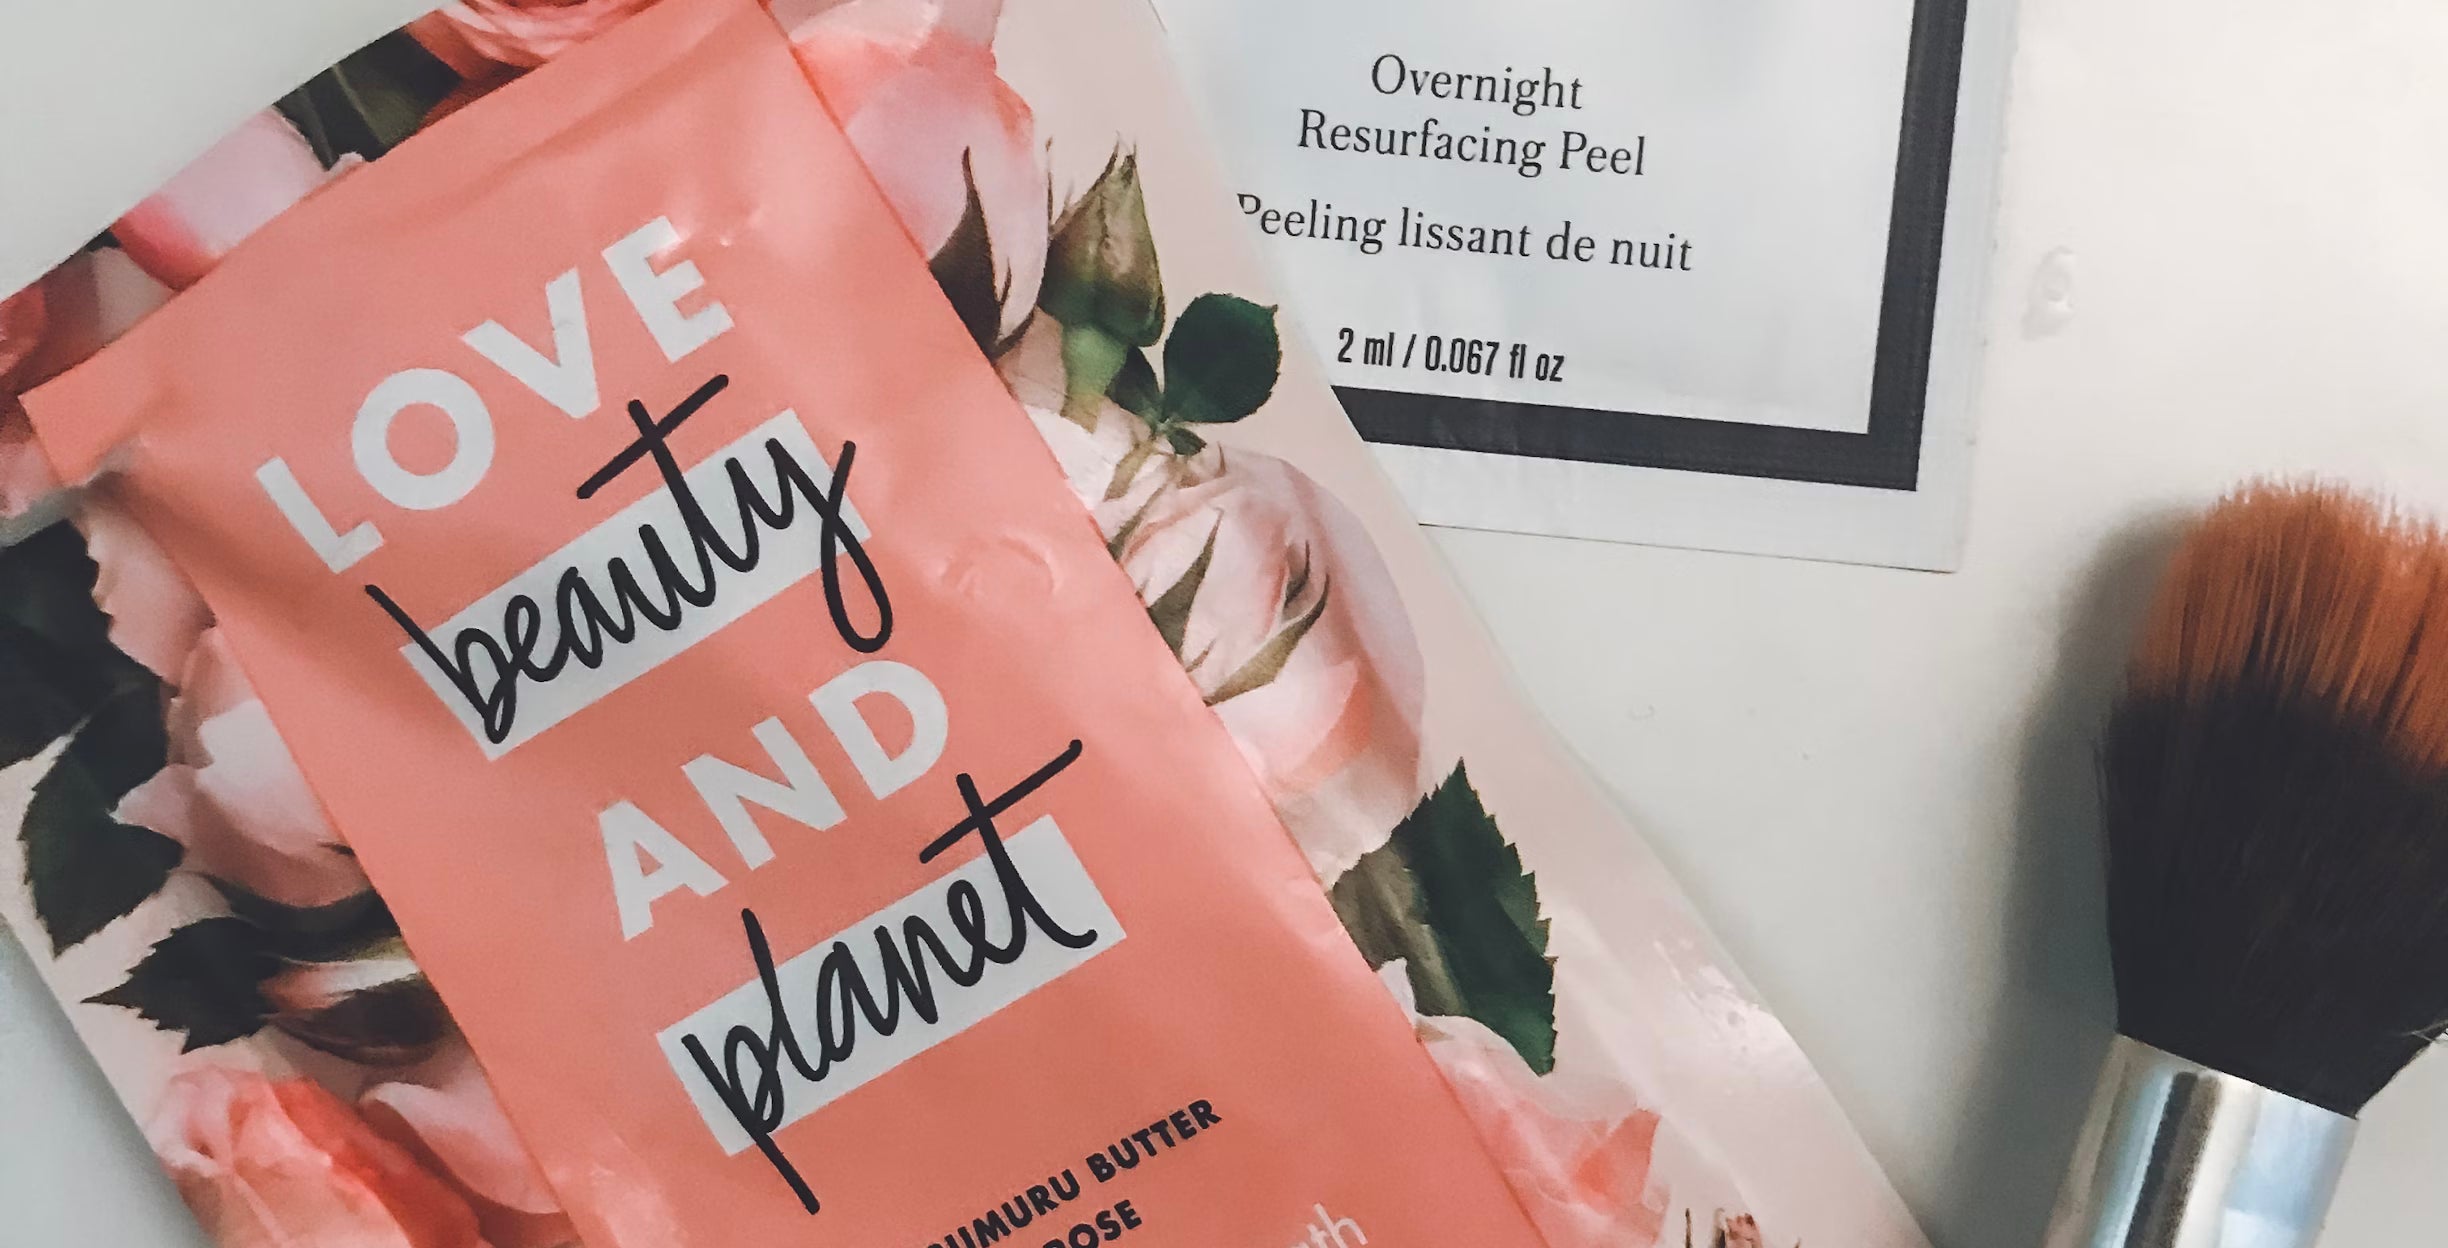 LOVE
beauty
AND
planet
BUTTER
Overnight
Resurfacing Peel
Peeling lissant de nuit
2 ml / 0.067 fl oz